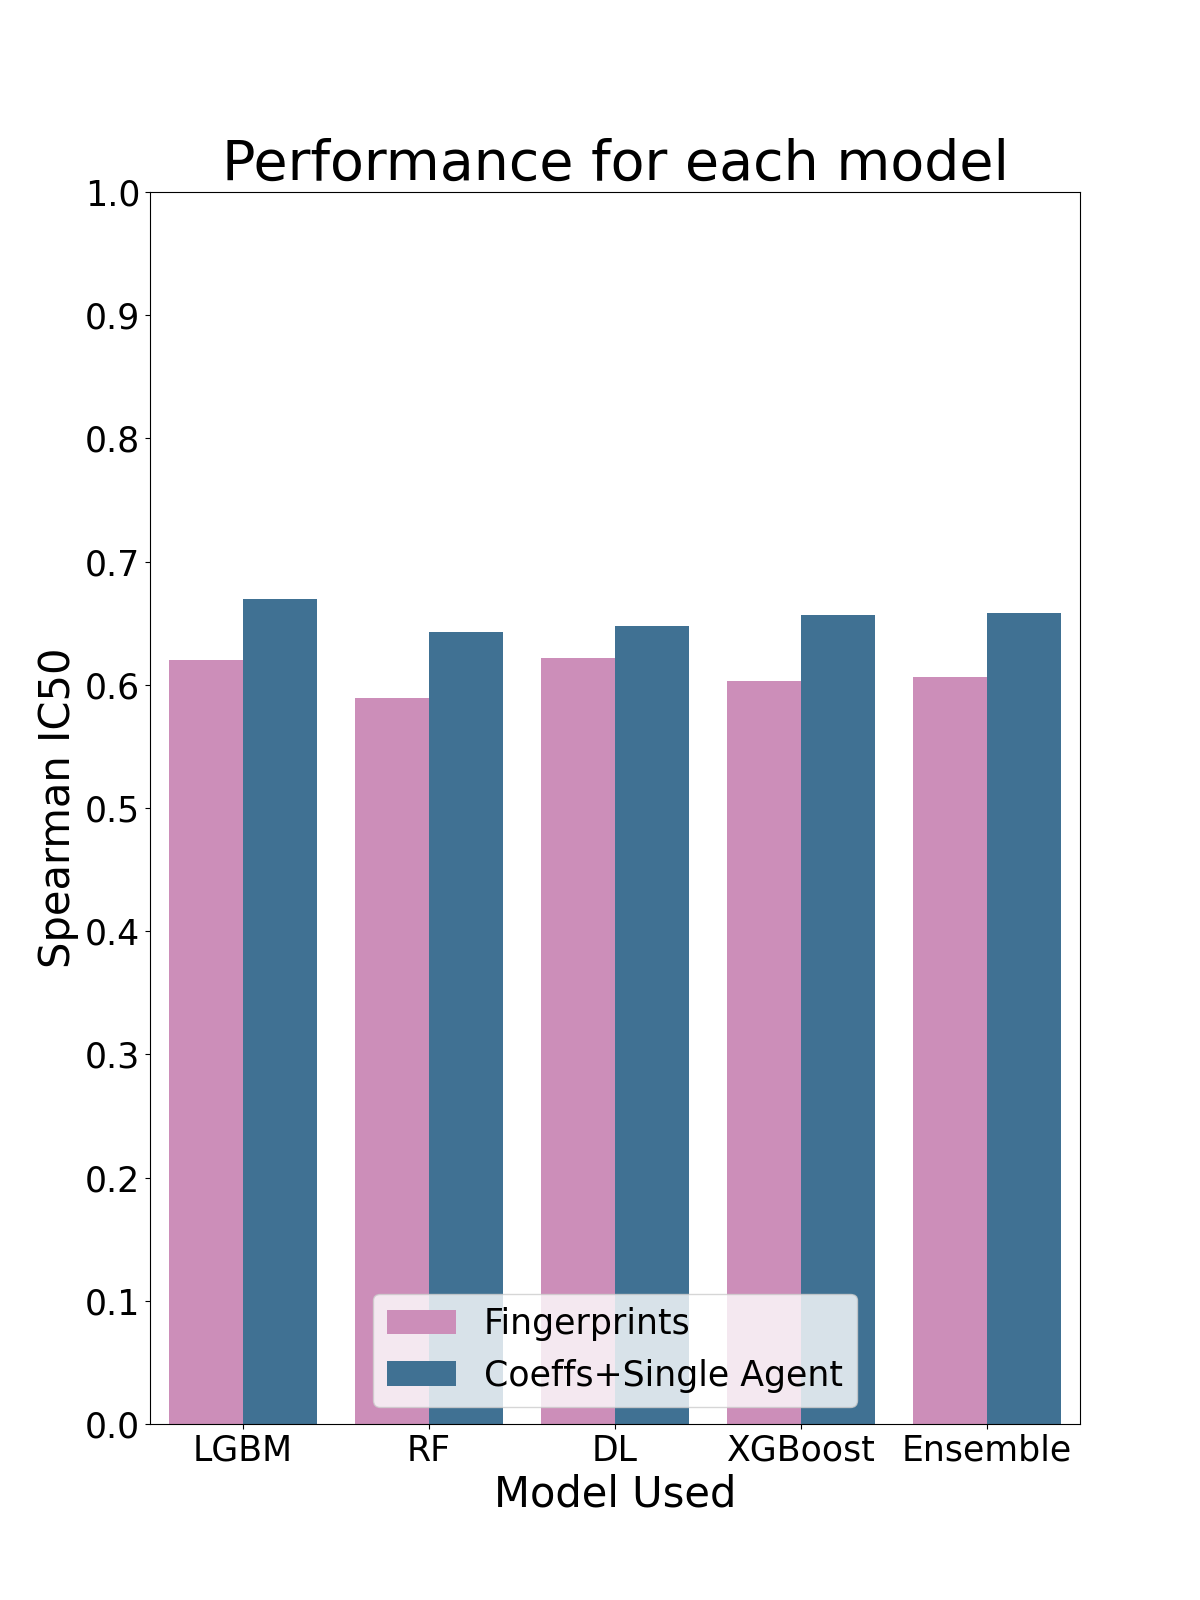 Performance for each model
1.0
0.9
0.8
0.7
0.6
0.5
0.4
0.3
0.2
0.1
0.0
Spearman IC50
Fingerprints
Coeffs+Single Agent
LGBM RF DL XGBoost Ensemble
Model Used